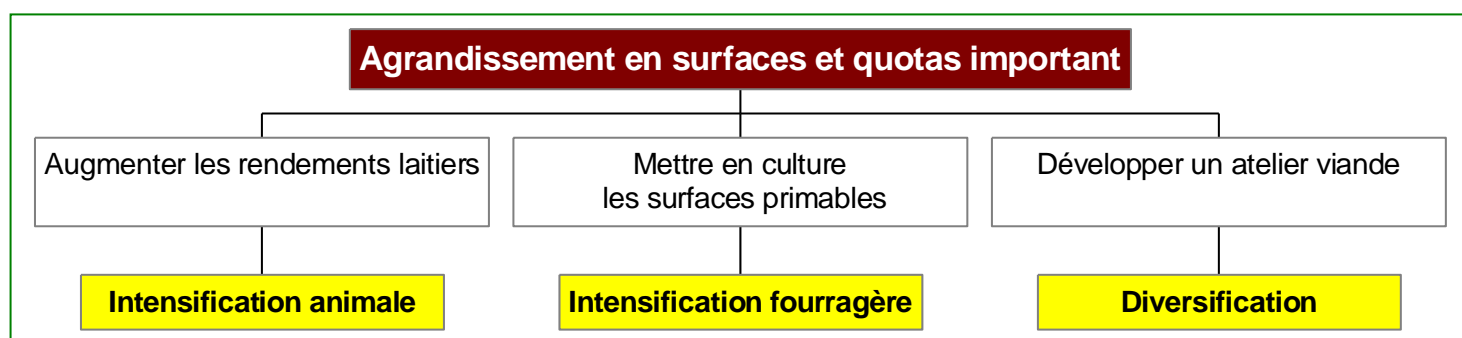 Agrandissement en surfaces et quotas important
Augmenter les rendements laitiers
Mettre en culture
les surfaces primables
Développer un atelier viande
Intensification animale
Intensification fourragère
Diversification